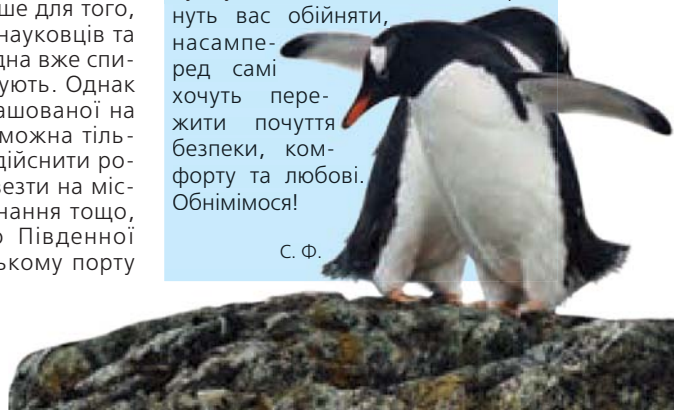 ше для того,
науковців та
дна вже спи-
ують. Однак
ашованої на
можна тіль-
дійснити ро-
везти на міс-
нання тощо,
о Південної
ькому порту
нуть вас обійняти,
насампе-
ред самі
хочуть пере-
жити почуття
безпеки, ком-
форту та любові.
Обнімімося!
С. Ф.